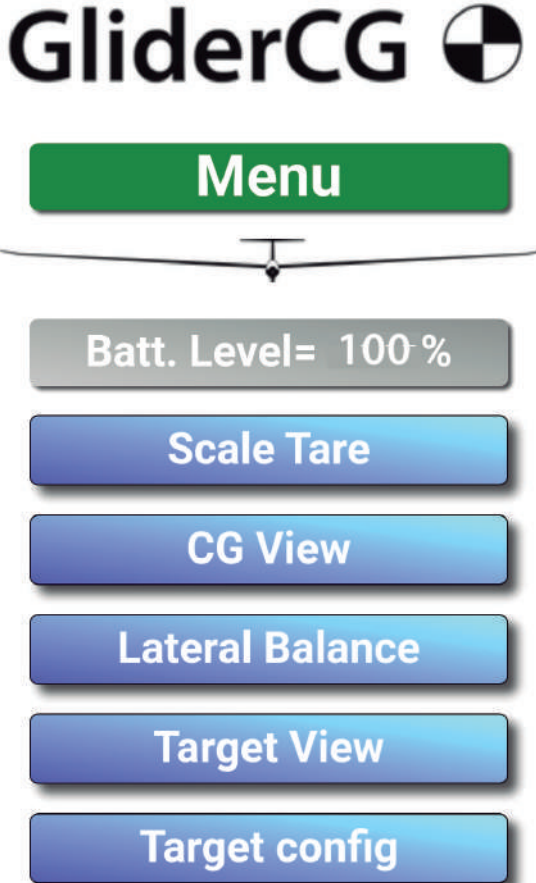 GliderCG
Menu
Batt. Level= 100 %
Scale Tare
CG View
Lateral Balance
Target View
Target config